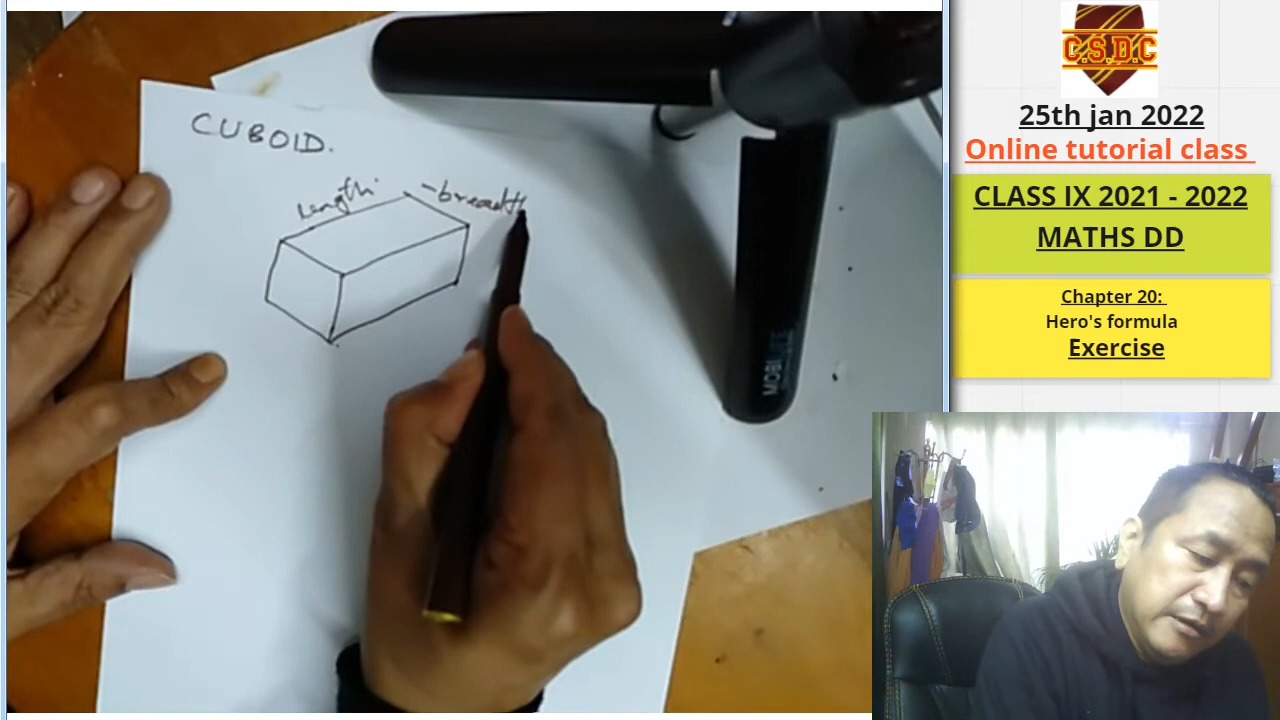 CUBOID.
Length
breadth
MOBI
C.S.D.C
25th jan 2022
Online tutorial class
CLASS IX 2021 - 2022
MATHS DD
Chapter 20:
Hero's formula
Exercise